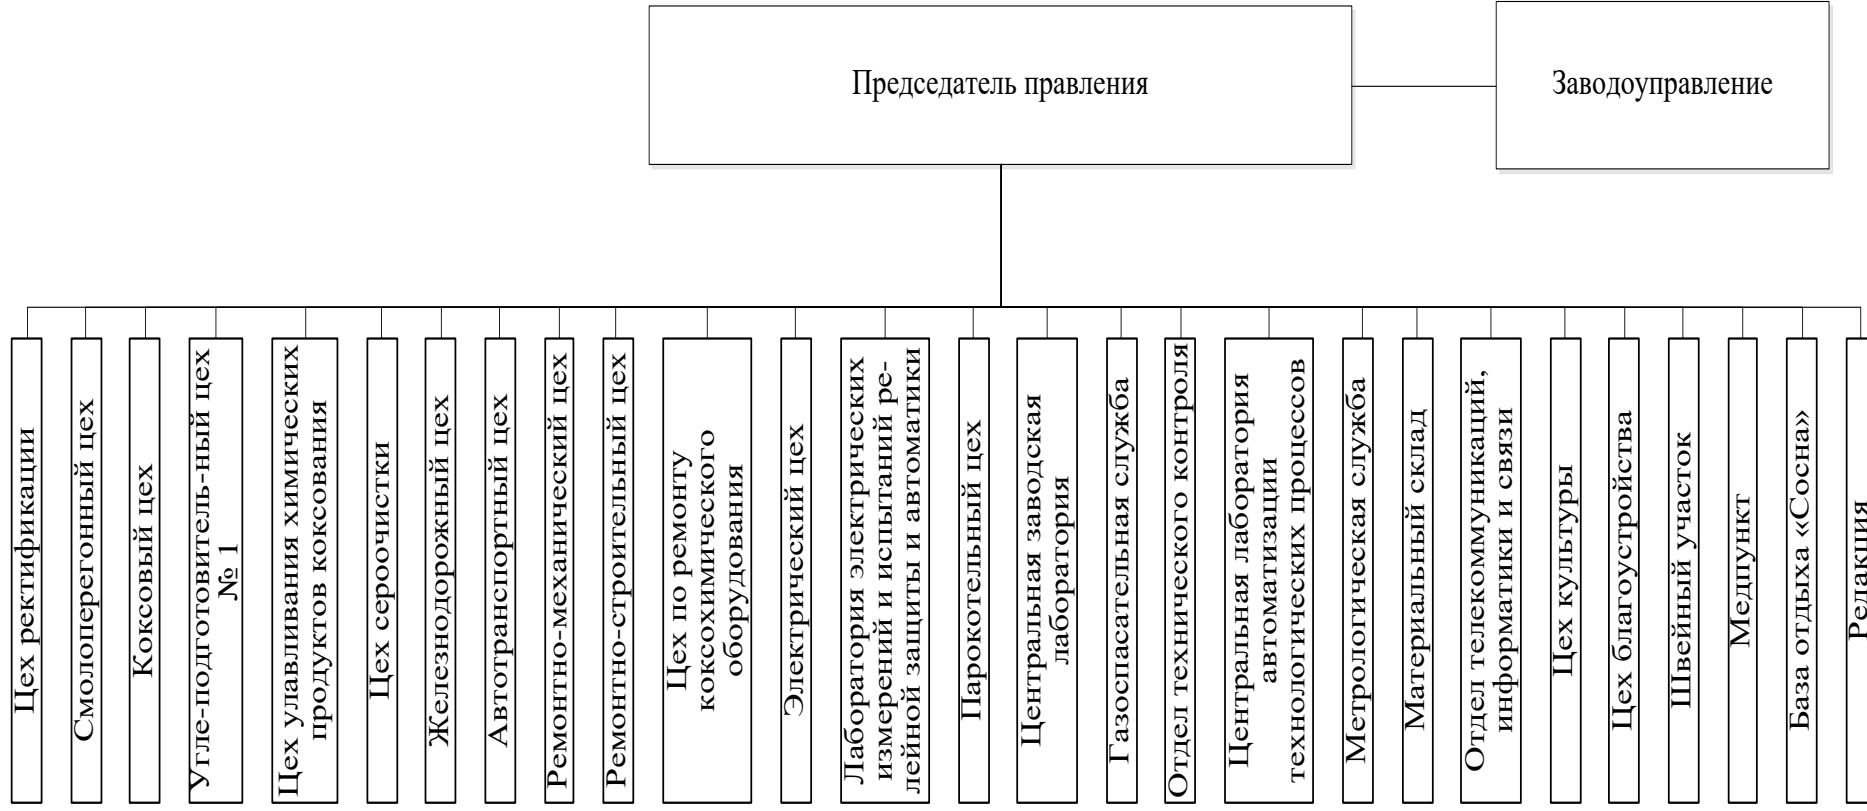 Председатель правления
Заводоуправление
Цех ректификации
Смолоперегонный цех
Коксовый цех
Угле-подготовитель-ный цех
№ 1
Цех улавливания химических
продуктов коксования
Цех сероочистки
Железнодорожный цех
Автотранспортный цех
Ремонтно-механический цех
Ремонтно-строительный цех
Цех по ремонту
коксохимического
оборудования
Электрический цех
Лаборатория электрических
измерений и испытаний ре-
лейной защиты и автоматики
Парокотельный цех
Центральная заводская
лаборатория
Газоспасательная служба
Отдел технического контроля
Центральная лаборатория
автоматизации
технологических процессов
Метрологическая служба
Материальный склад
Отдел телекоммуникаций,
информатики и связи
Цех культуры
Цех благоустройства
Швейный участок
Медпункт
База отдыха «Сосна»
Редакция